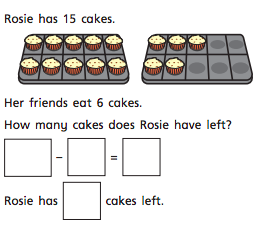 Rosie has 15 cakes.
Her friends eat 6 cakes.
How many cakes does Rosie have left?
- =
Rosie has cakes left.